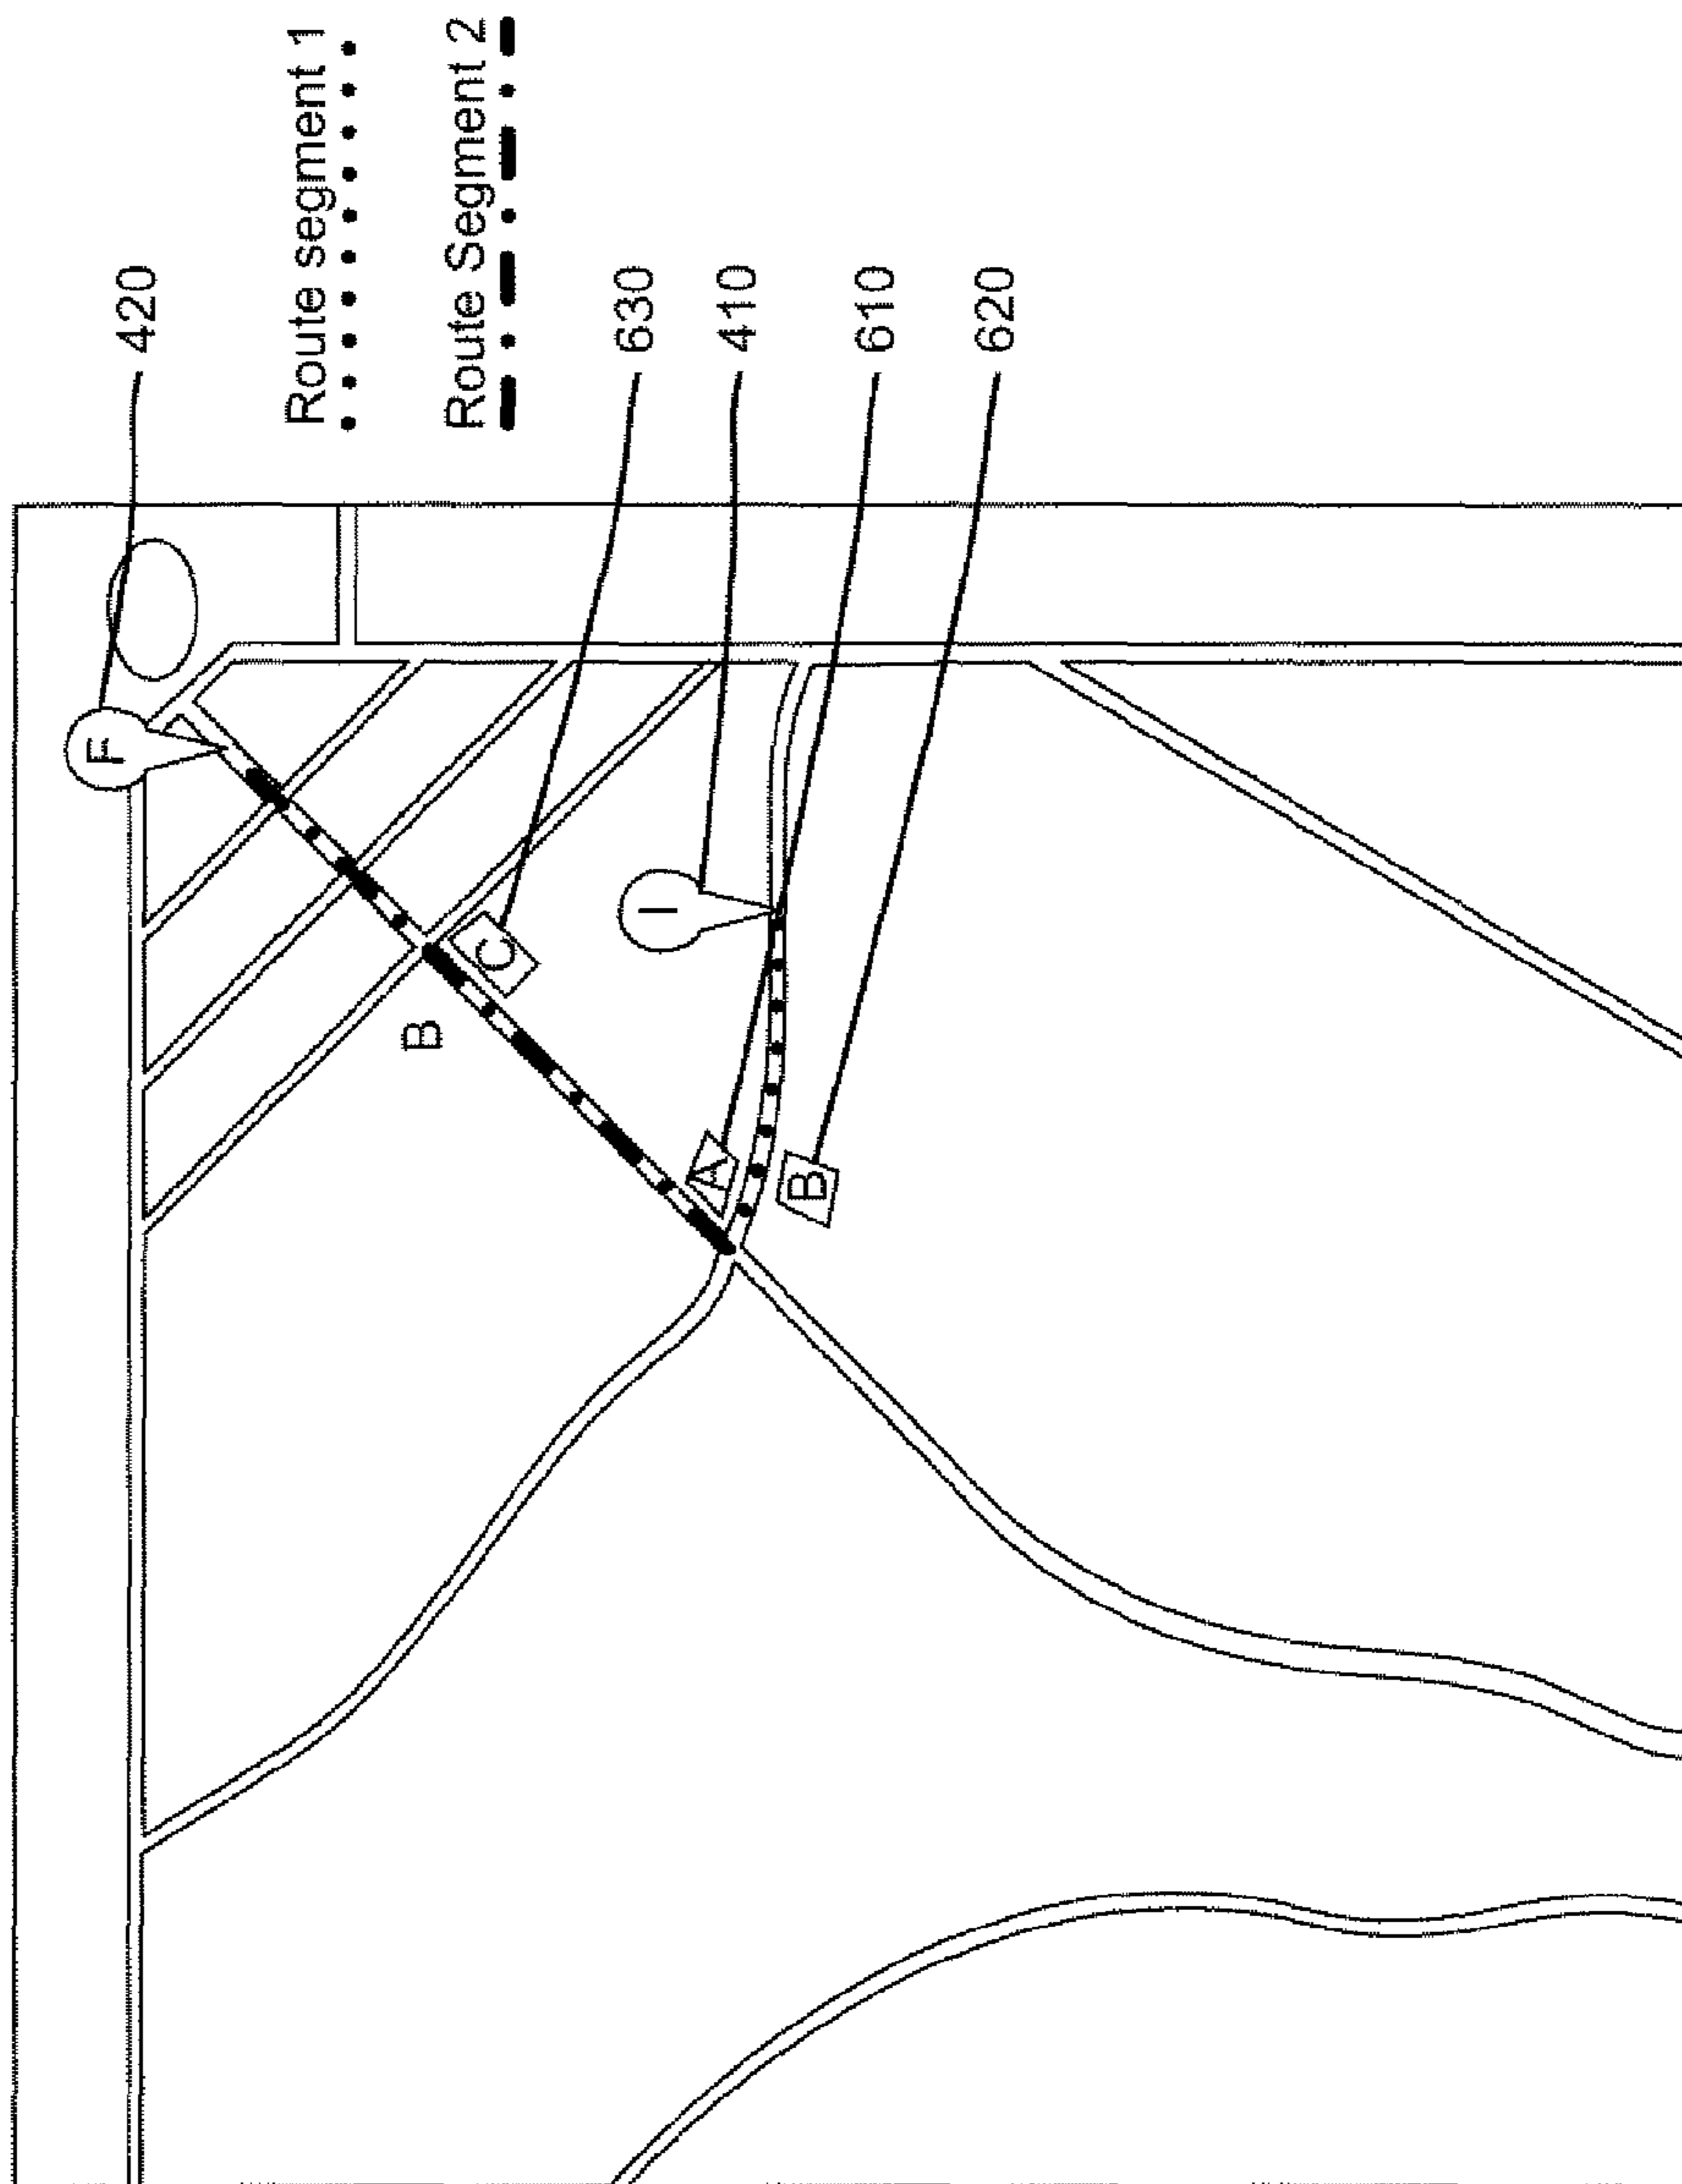 Route segment 1
Route Segment 2
420
630
410
610
620
F
C
I
B
A
B